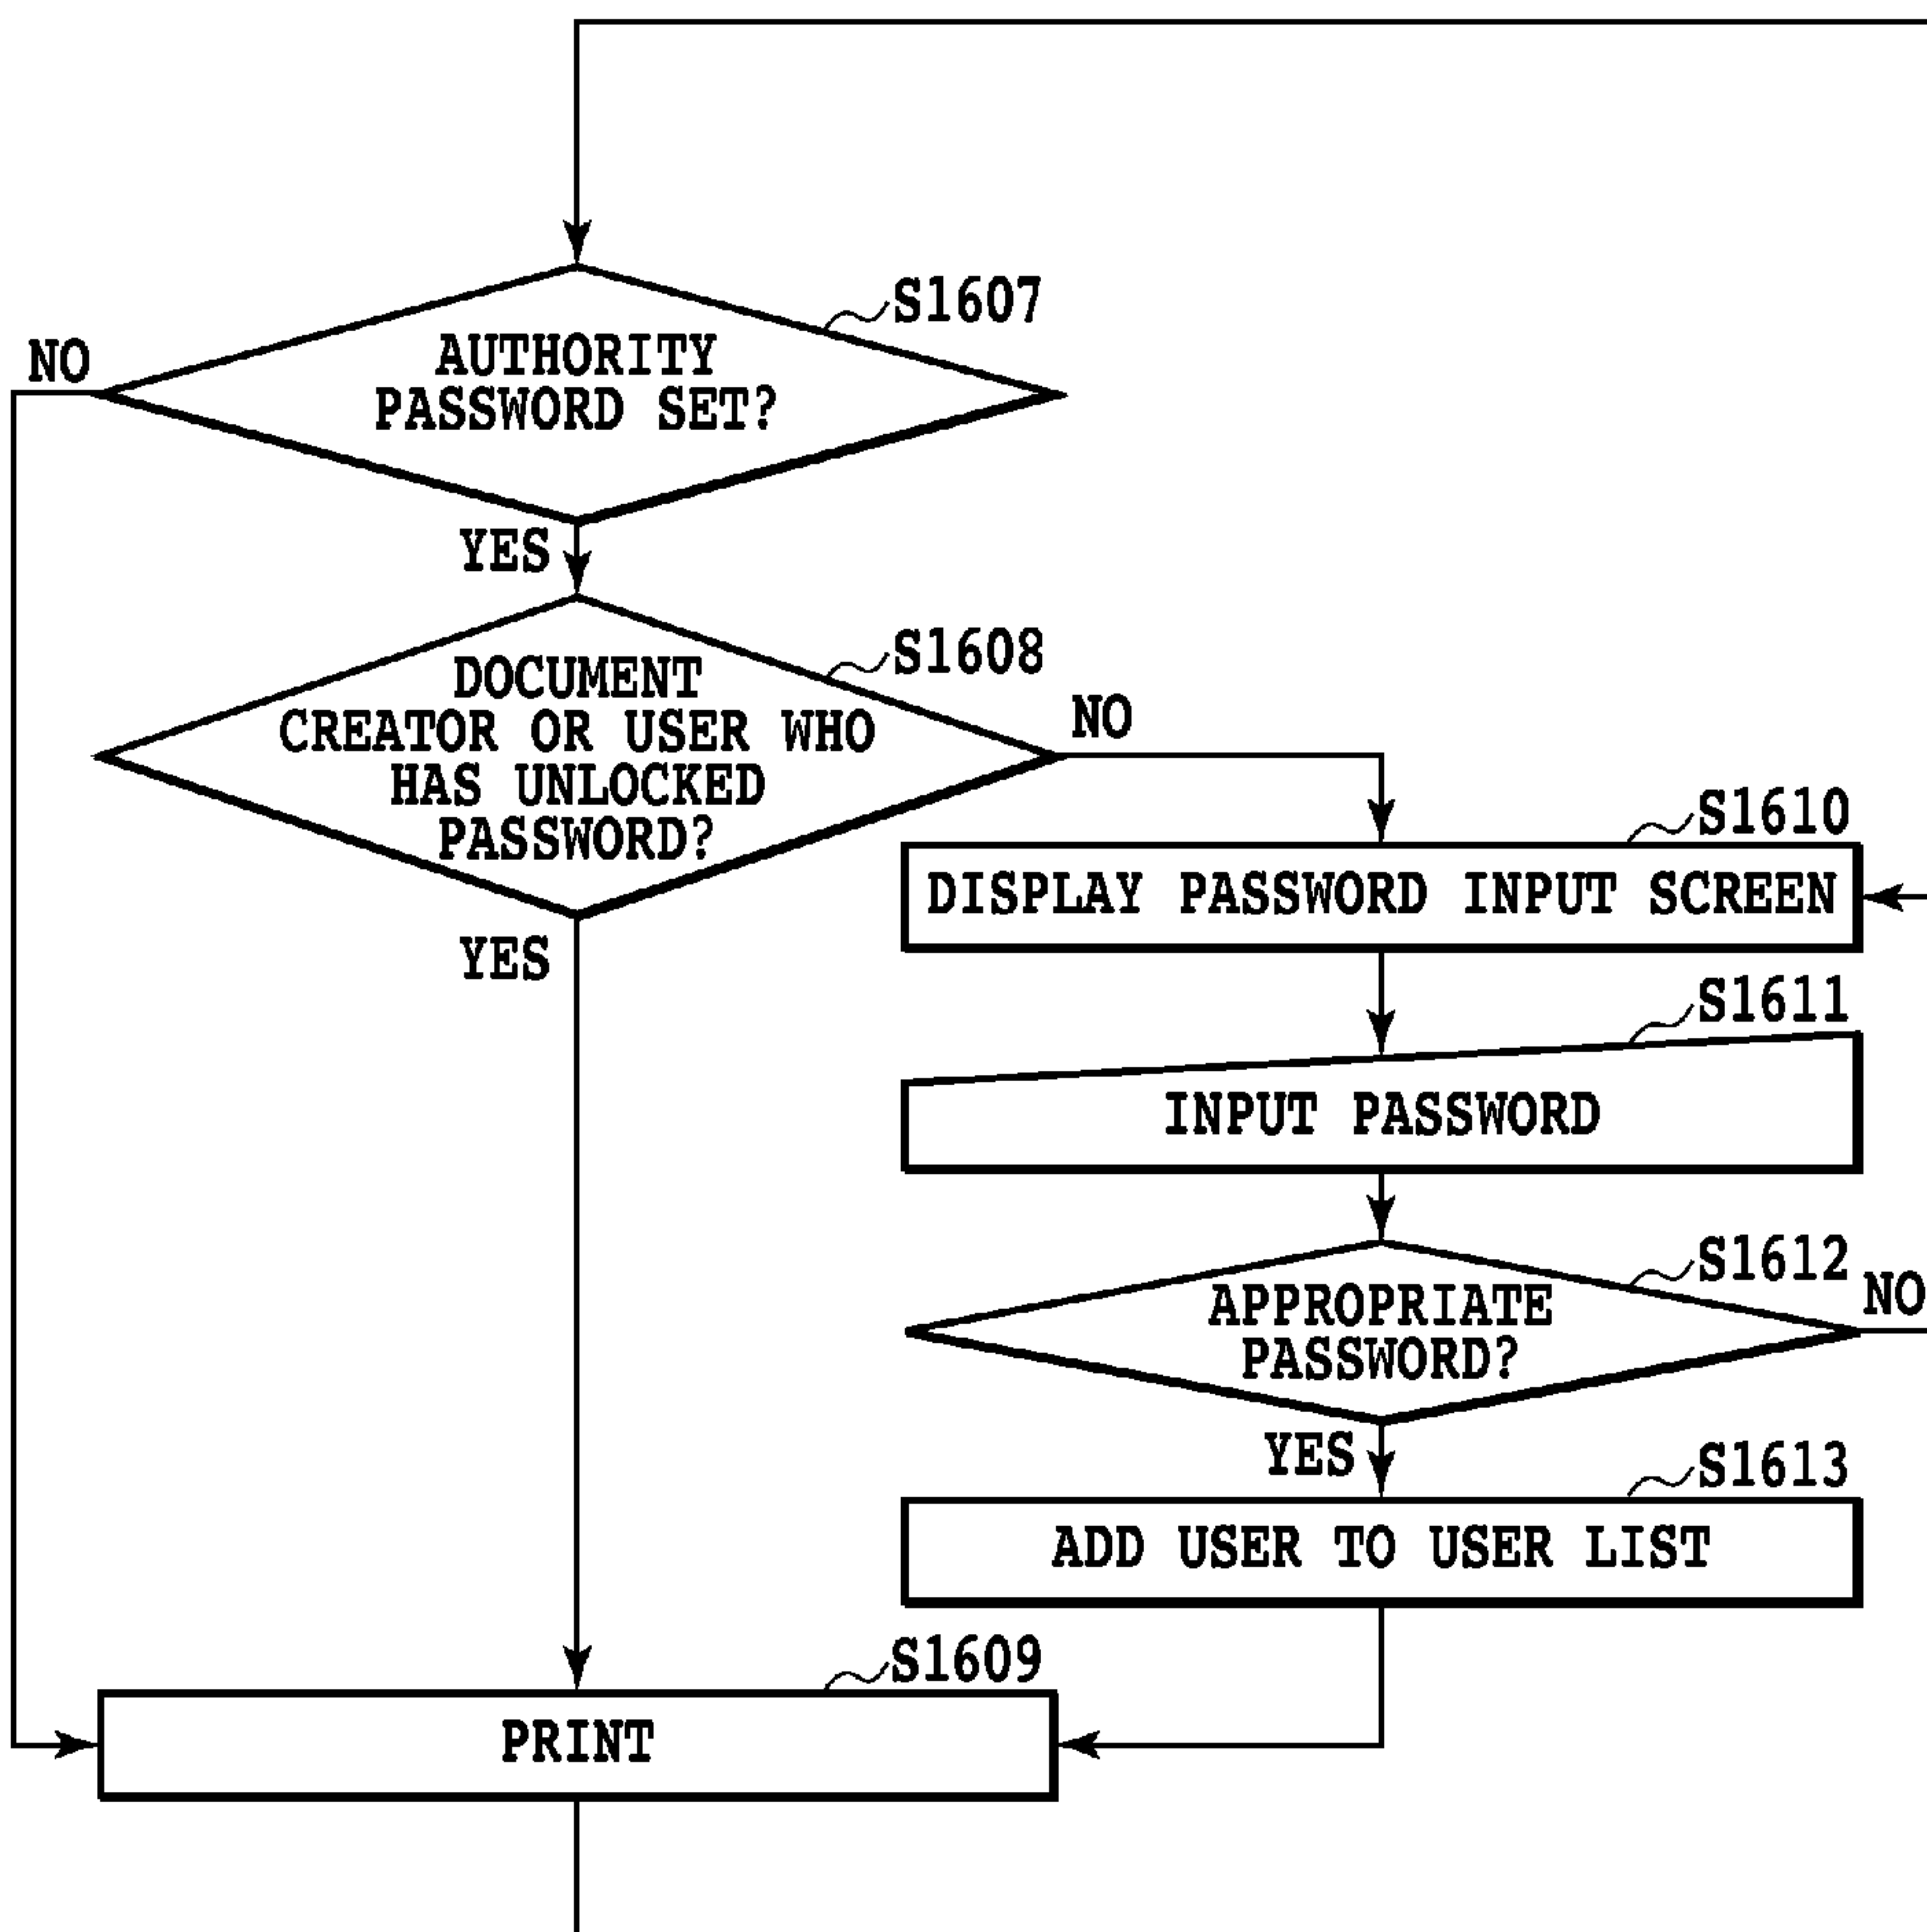 S1607
NO
AUTHORITY
PASSWORD SET?
YES
S1608
DOCUMENT
CREATOR OR USER WHO
HAS UNLOCKED
PASSWORD?
NO
YES
S1610
DISPLAY PASSWORD INPUT SCREEN
S1611
INPUT PASSWORD
S1612
NO
APPROPRIATE
PASSWORD?
YES
S1613
ADD USER TO USER LIST
S1609
PRINT